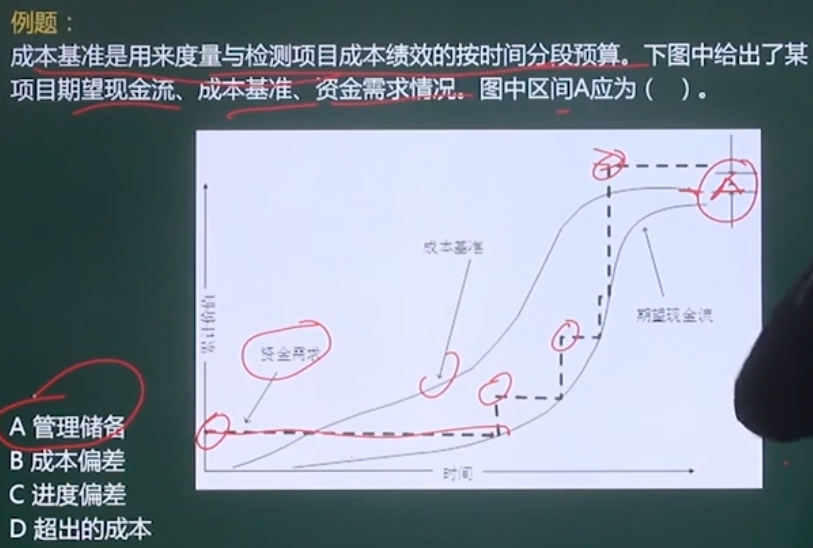 例题：
成本基准是用来度量与检测项目成本绩效的按时间分段预算。下图中给出了某
项目期望现金流、成本基准、资金需求情况。图中区间A应为（ ）。
成本基准
累计价值
资金需求
期望现金流
A
时间
A 管理储备
B 成本偏差
C 进度偏差
D 超出的成本